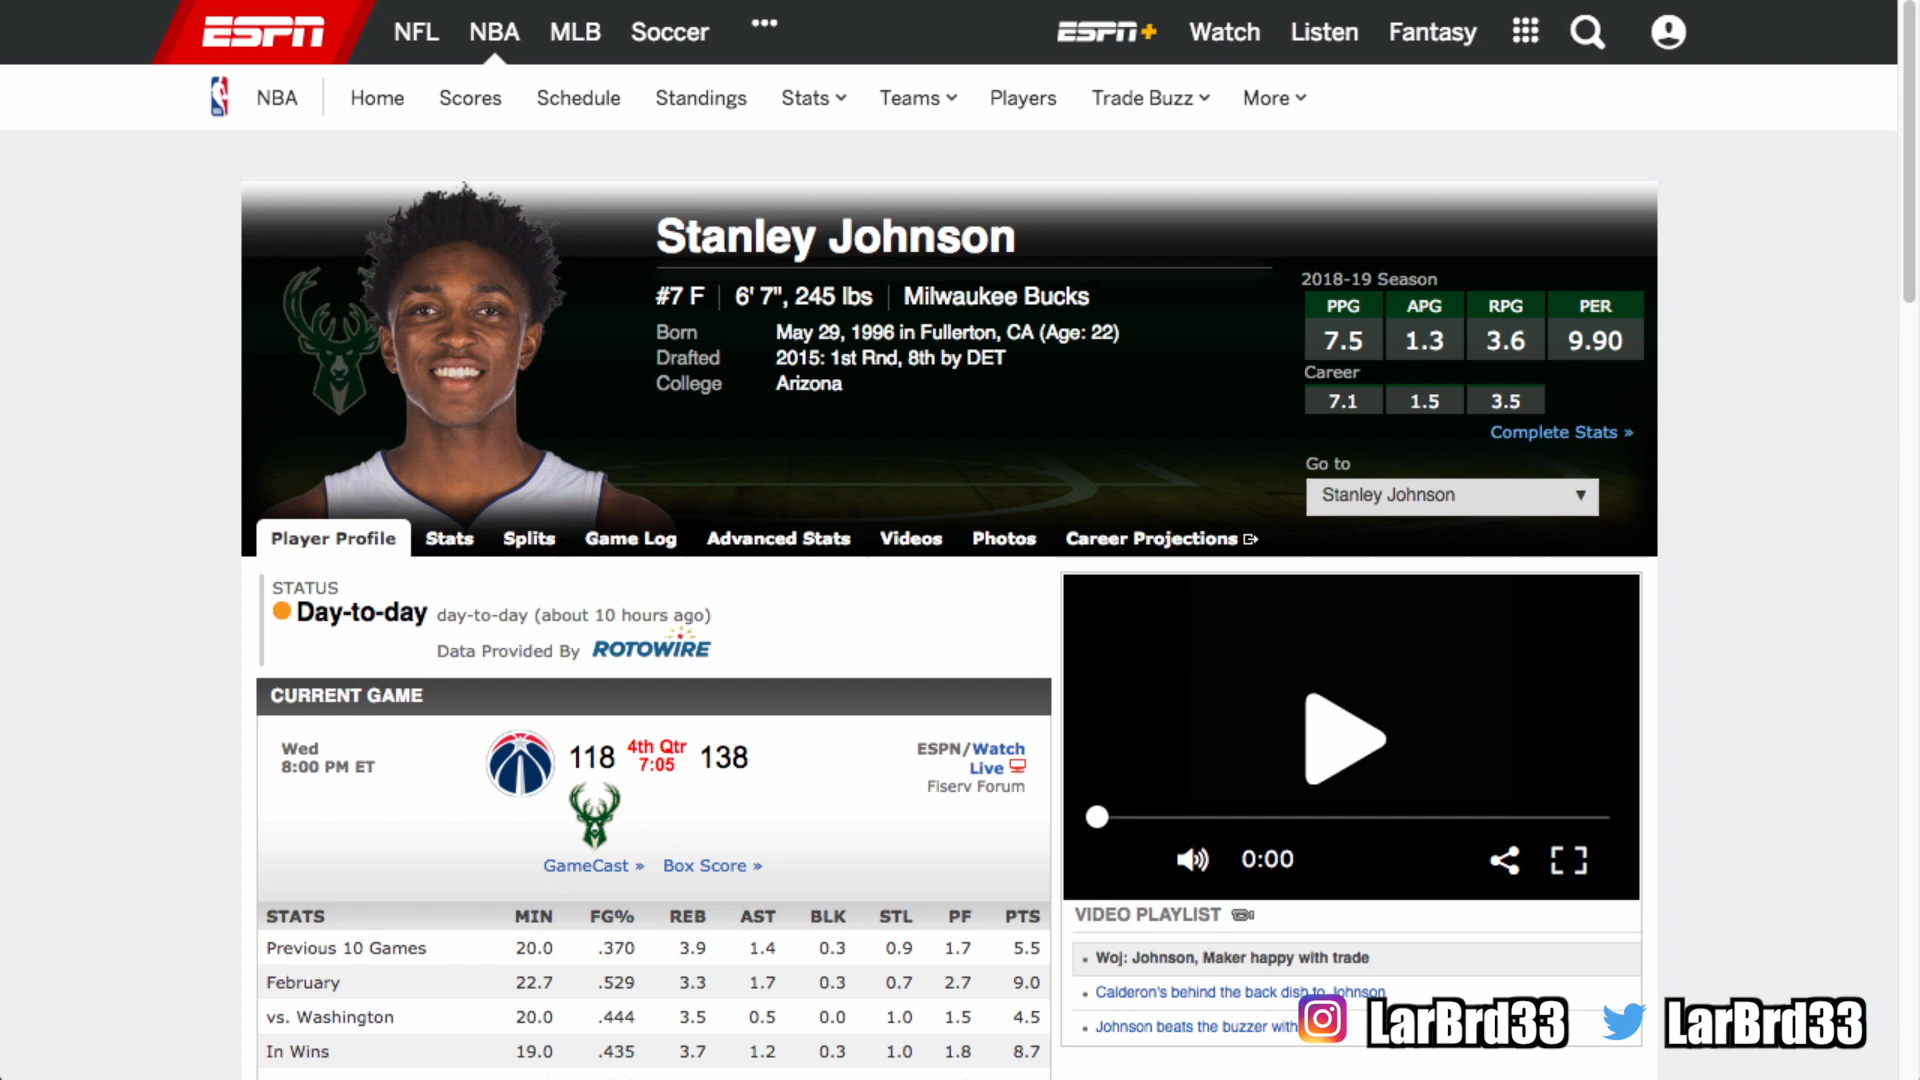 ESPN NFL NBA MLB Soccer ••• ESPN+ Watch Listen Fantasy
NBA Home Scores Schedule Standings Stats Teams Players Trade Buzz More
Stanley Johnson
#7 F 6' 7", 245 lbs Milwaukee Bucks
Born May 29, 1996 in Fullerton, CA (Age: 22)
Drafted 2015: 1st Rnd, 8th by DET
College Arizona
2018-19 Season
PPG APG RPG PER
7.5 1.3 3.6 9.90
Career
7.1 1.5 3.5
Complete Stats »
Go to
Stanley Johnson
Player Profile Stats Splits Game Log Advanced Stats Videos Photos Career Projections
STATUS
Day-to-day day-to-day (about 10 hours ago)
Data Provided By ROTOWIRE
CURRENT GAME
Wed
8:00 PM ET
118 4th Qtr 138
7:05
ESPN/Watch
Live
Fiserv Forum
GameCast » Box Score »
STATS MIN FG% REB AST BLK STL PF PTS
Previous 10 Games 20.0 .370 3.9 1.4 0.3 0.9 1.7 5.5
February 22.7 .529 3.3 1.7 0.3 0.7 2.7 9.0
vs. Washington 20.0 .444 3.5 0.5 0.0 1.0 1.5 4.5
In Wins 19.0 .435 3.7 1.2 0.3 1.0 1.8 8.7
0:00
VIDEO PLAYLIST
• Woj: Johnson, Maker happy with trade
• Calderon's behind the back dish to Johnson
• Johnson beats the buzzer with
LarBrd33 LarBrd33